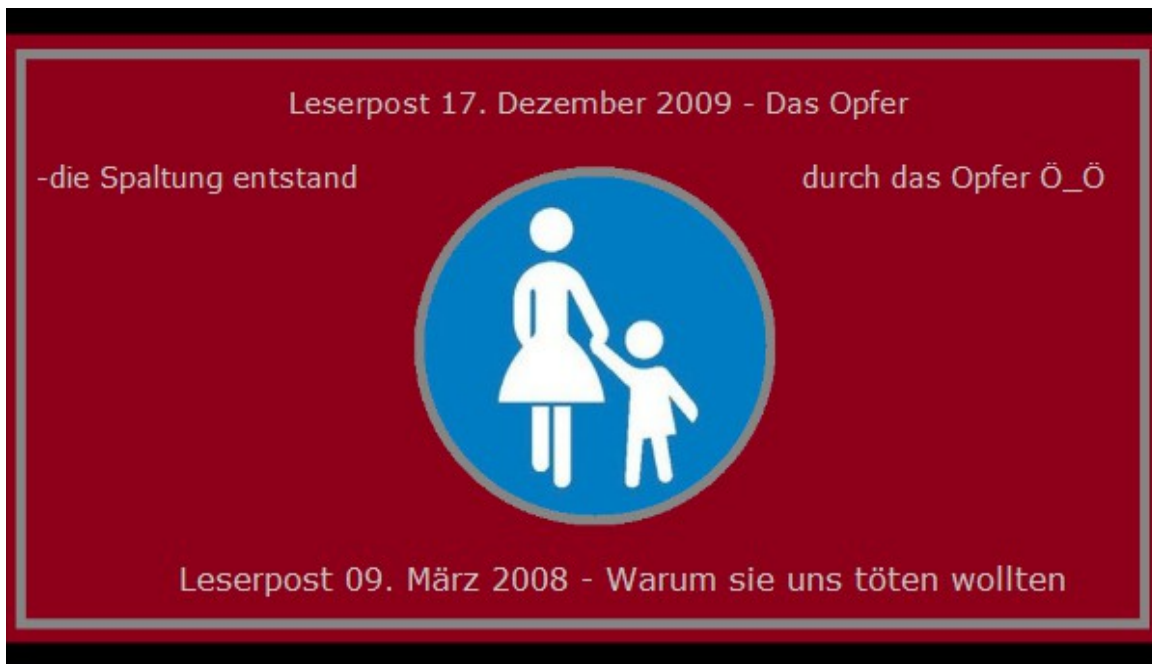 Leserpost 17. Dezember 2009 - Das Opfer
-die Spaltung entstand durch das Opfer Ö_Ö
Leserpost 09. März 2008 - Warum sie uns töten wollten